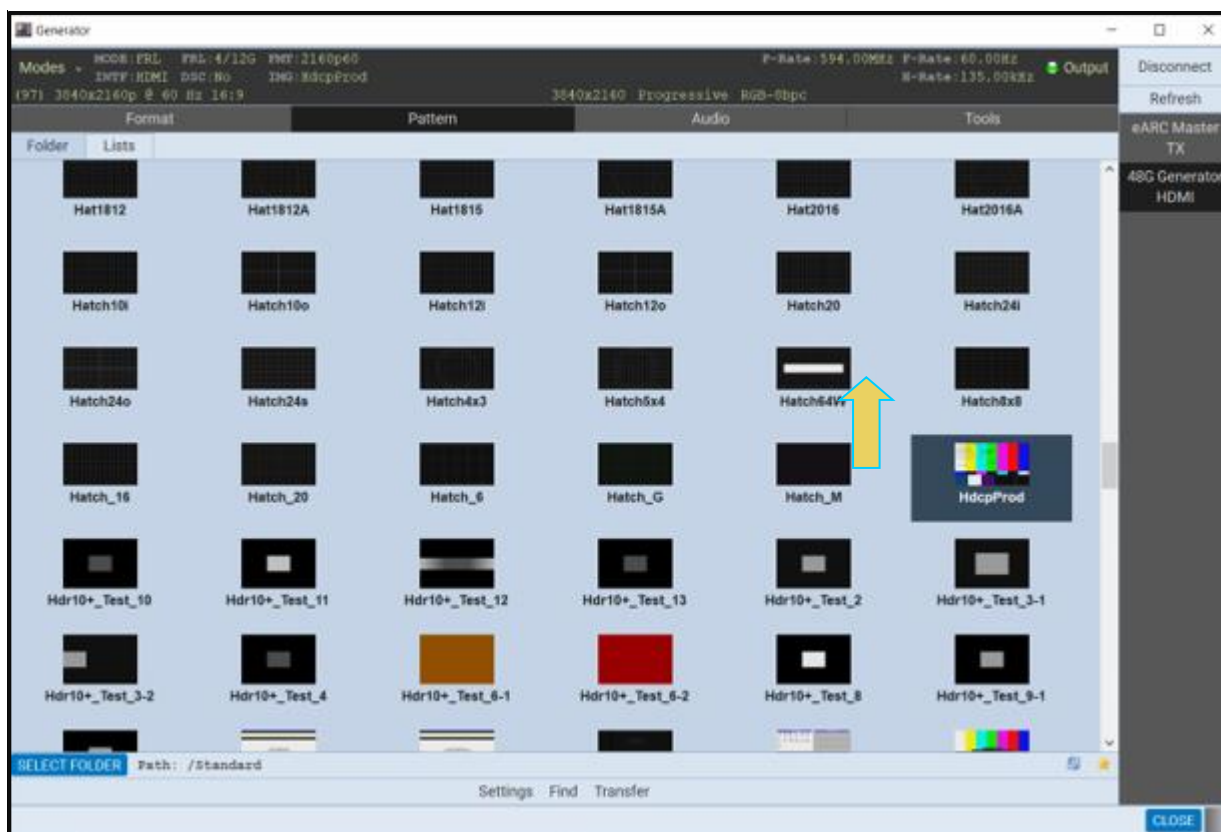 Generator
MODE:FRL FRL:4/12G FMT:2160p60 P-Rate:594.00MHz F-Rate:60.00Hz
Modes Output
INTF:HDMI DSC:No IMG:HdcpProd H-Rate:135.00kHz
(97) 3840x2160p @ 60 Hz 16:9 3840x2160 Progressive RGB-8bpc
Disconnect
Refresh
eARC Master
TX
48G Generator
HDMI
Format Pattern Audio Tools
Folder Lists
Hat1812 Hat1812A Hat1815 Hat1815A Hat2016 Hat2016A
Hatch10i Hatch10o Hatch12i Hatch12o Hatch20 Hatch24i
Hatch24o Hatch24s Hatch4x3 Hatch5x4 Hatch64W Hatch8x8
Hatch_16 Hatch_20 Hatch_6 Hatch_G Hatch_M HdcpProd
Hdr10+_Test_10 Hdr10+_Test_11 Hdr10+_Test_12 Hdr10+_Test_13 Hdr10+_Test_2 Hdr10+_Test_3-1
Hdr10+_Test_3-2 Hdr10+_Test_4 Hdr10+_Test_6-1 Hdr10+_Test_6-2 Hdr10+_Test_8 Hdr10+_Test_9-1
SELECT FOLDER Path: /Standard
Settings Find Transfer
CLOSE